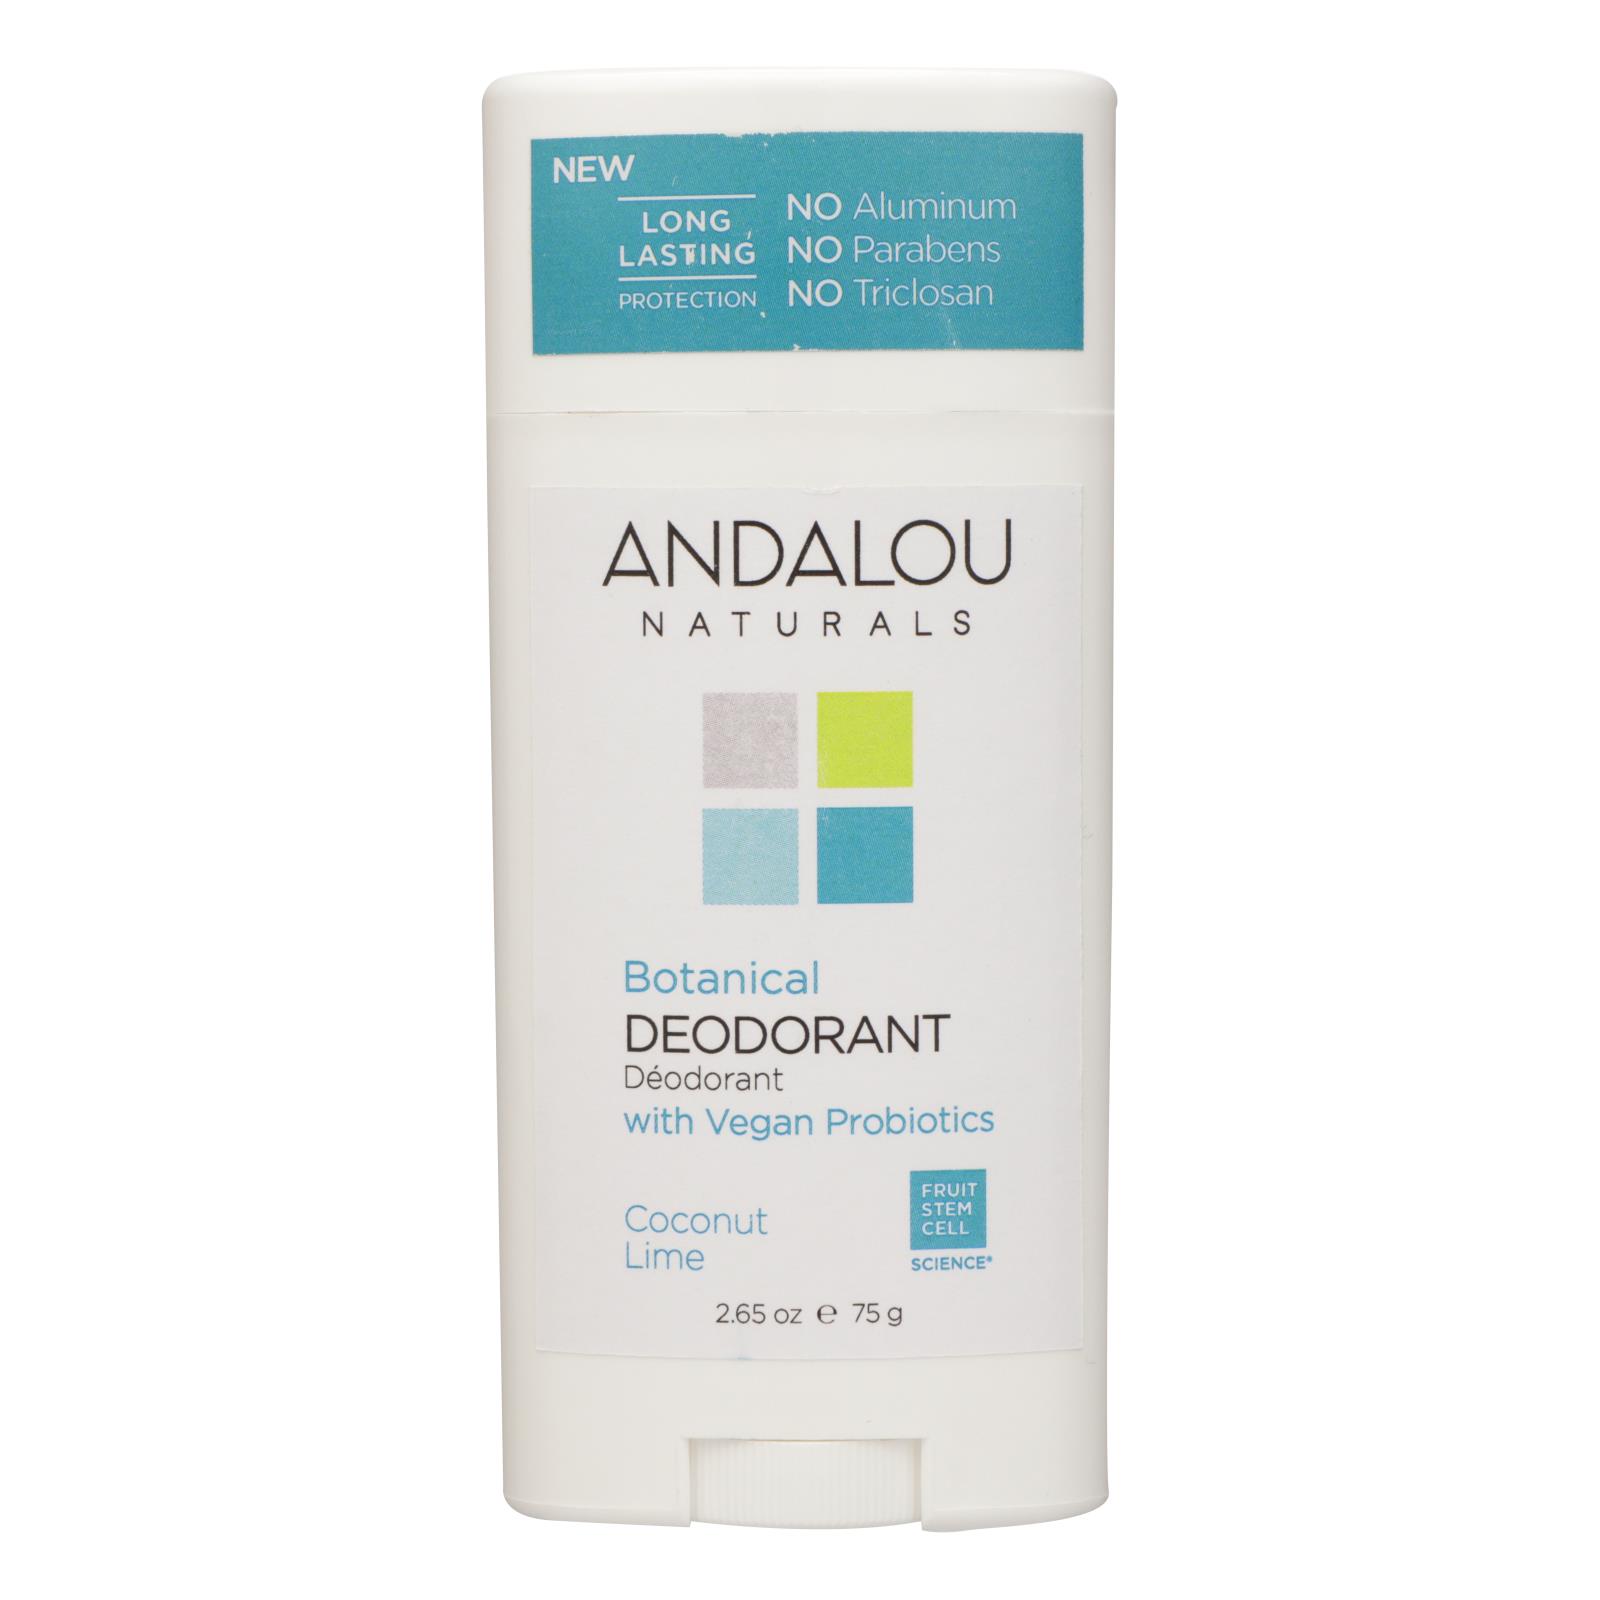 NEW
LONG
LASTING
PROTECTION
NO Aluminum
NO Parabens
NO Triclosan
ANDALOU
NATURALS
Botanical
DEODORANT
Déodorant
with Vegan Probiotics
Coconut
Lime
FRUIT
STEM
CELL
SCIENCE®
2.65 oz ℮ 75 g